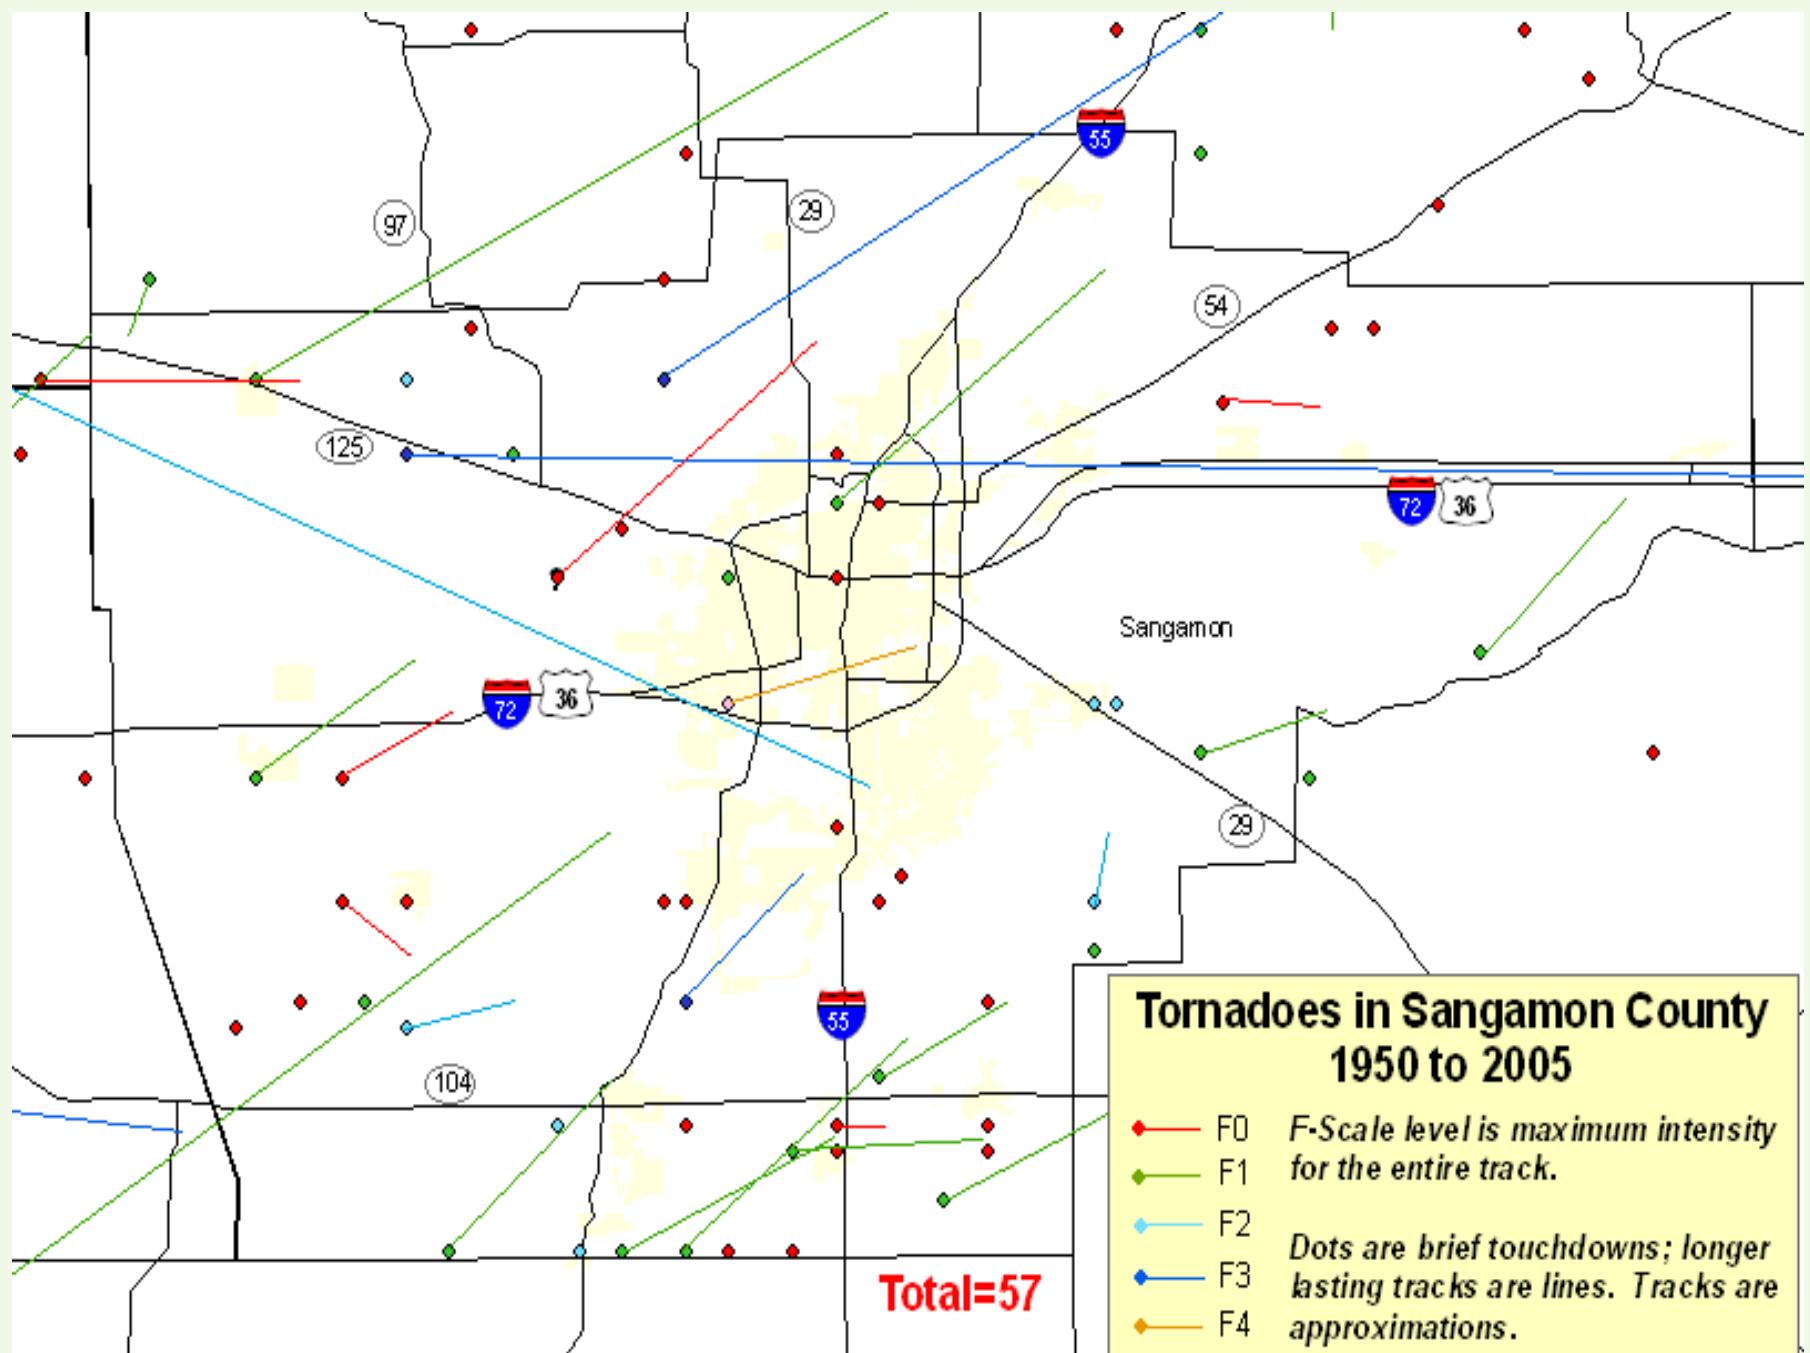 55
29
97
54
125
72
36
Sangamon
72
36
29
55
104
Total=57
Tornadoes in Sangamon County
1950 to 2005
F0
F1
F2
F3
F4
F-Scale level is maximum intensity
for the entire track.
Dots are brief touchdowns; longer
lasting tracks are lines. Tracks are
approximations.